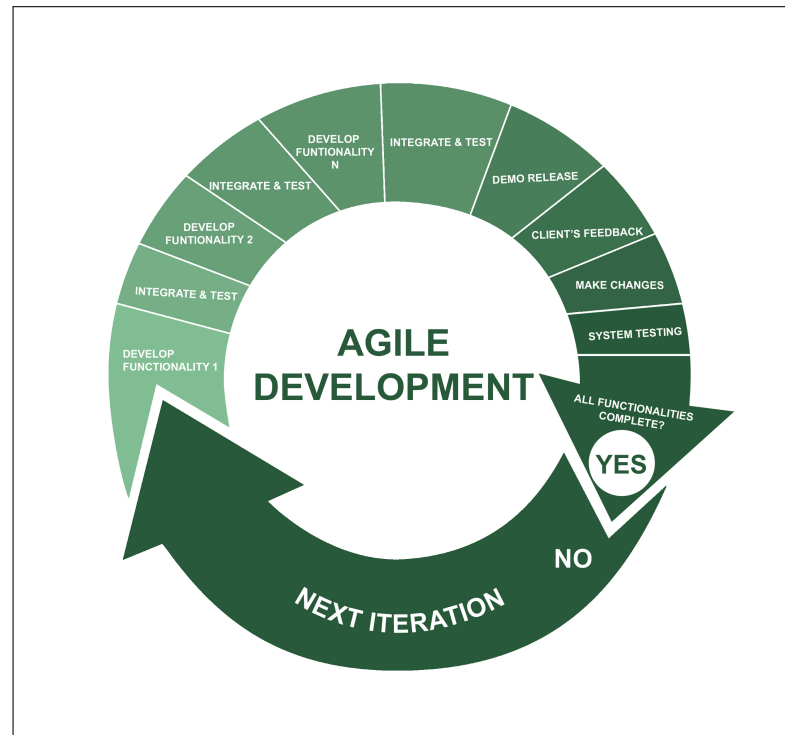 AGILE
DEVELOPMENT
DEVELOP
FUNCTIONALITY 1
INTEGRATE & TEST
DEVELOP
FUNTIONALITY 2
INTEGRATE & TEST
DEVELOP
FUNTIONALITY
N
INTEGRATE & TEST
DEMO RELEASE
CLIENT'S FEEDBACK
MAKE CHANGES
SYSTEM TESTING
ALL FUNCTIONALITIES
COMPLETE?
YES
NO
NEXT ITERATION